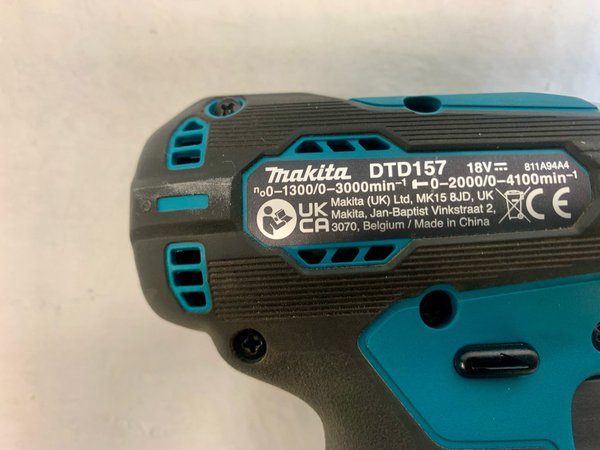 makita DTD157 18V⎓ 811A94A4
n₀0–1300/0–3000min⁻¹ 0–2000/0–4100min⁻¹
UK CA
Makita (UK) Ltd, MK15 8JD, UK
Makita, Jan-Baptist Vinkstraat 2,
3070, Belgium / Made in China
CE